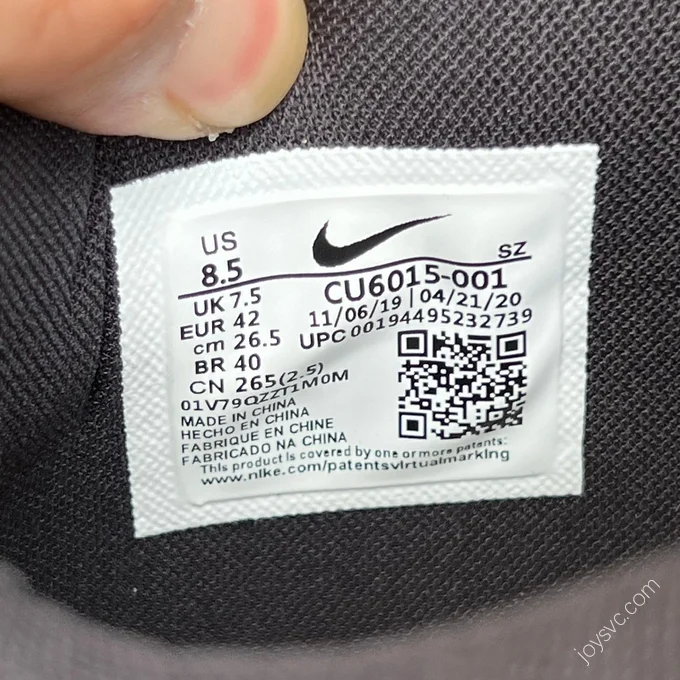 US
8.5
SZ
UK 7.5
EUR 42
cm 26.5
BR 40
CN 265(2.5)
CU6015-001
11/06/19 | 04/21/20
UPC 00194495232739
01V79QZZT1M0M
MADE IN CHINA
HECHO EN CHINA
FABRIQUE EN CHINE
FABRICADO NA CHINA
This product is covered by one or more patents:
www.nike.com/patentsvirtualmarking
joysvc.com